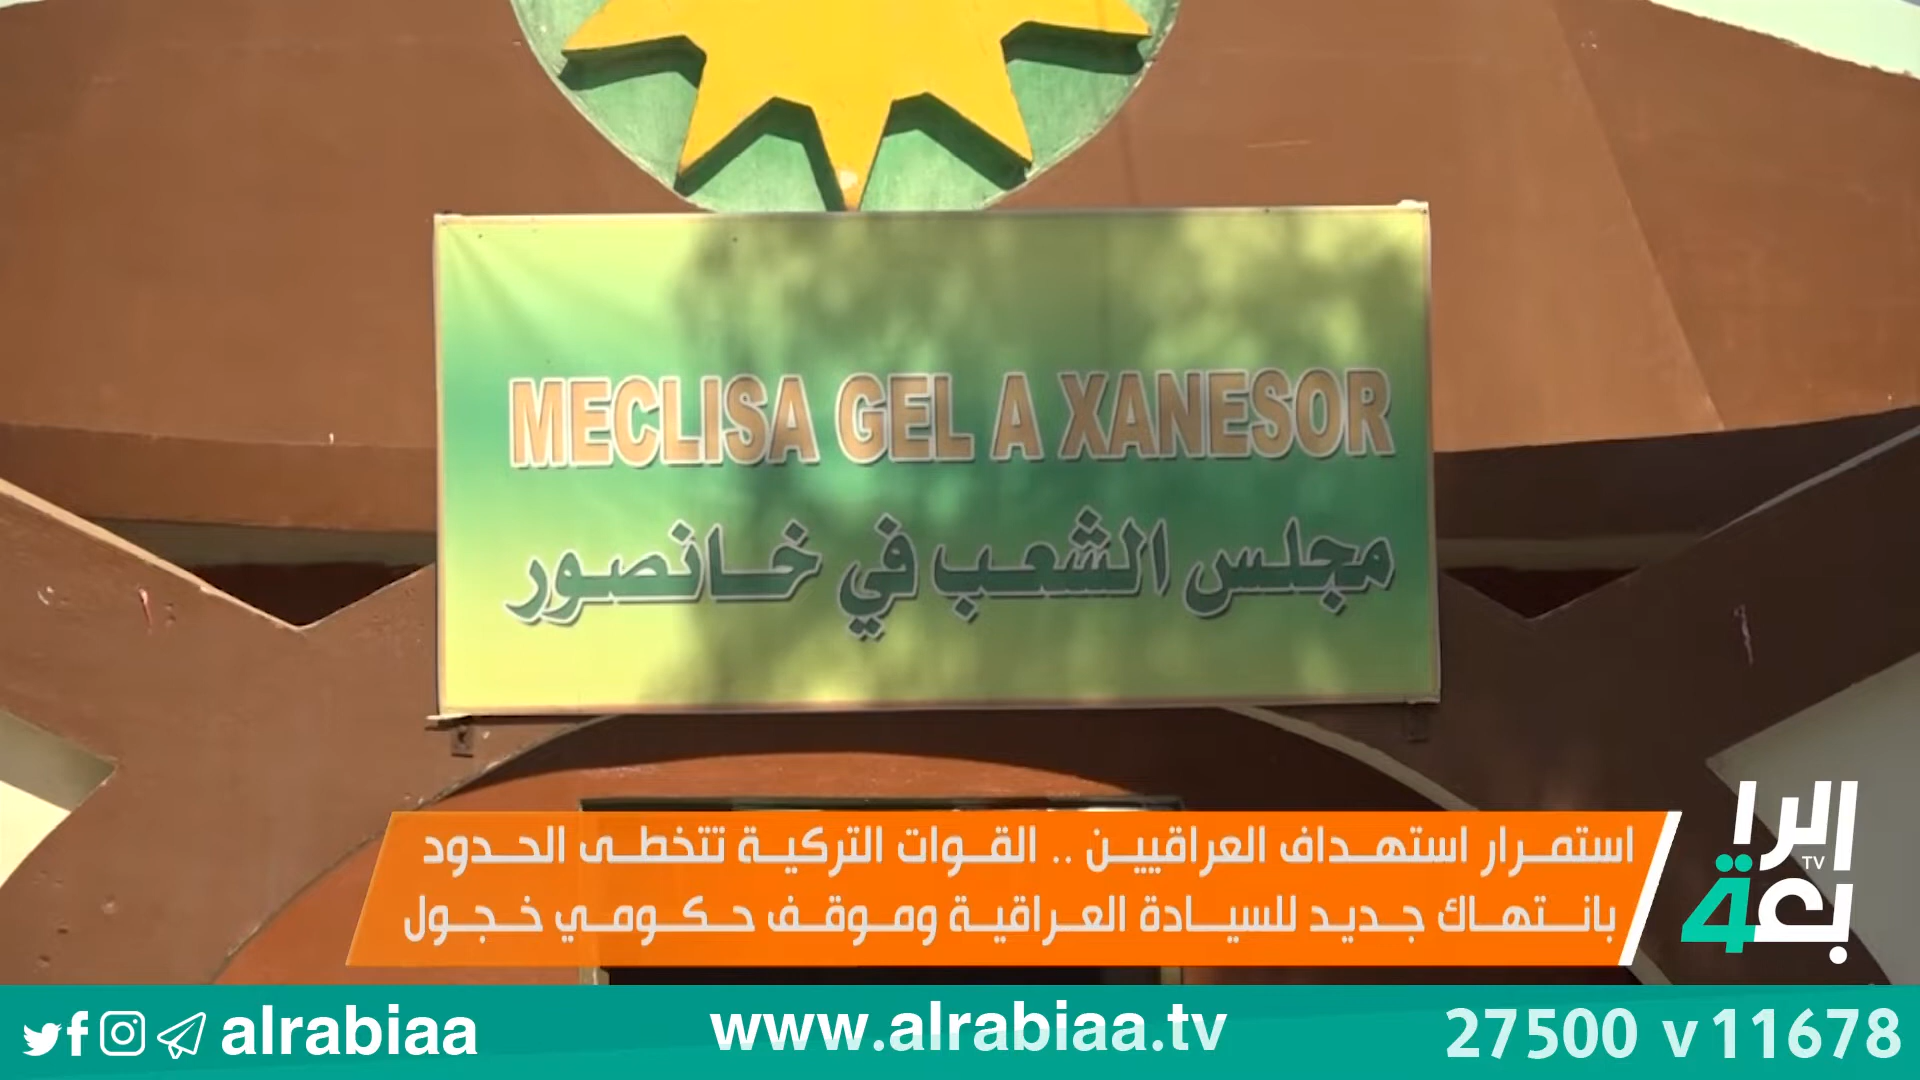 MECLISA GEL A XANESOR
مجلس الشعب في خانصور
استمرار استهداف العراقيين .. القوات التركية تتخطى الحدود
بانتهاك جديد للسيادة العراقية وموقف حكومي خجول
الرابعة
TV
alrabiaa
www.alrabiaa.tv
27500 v 11678